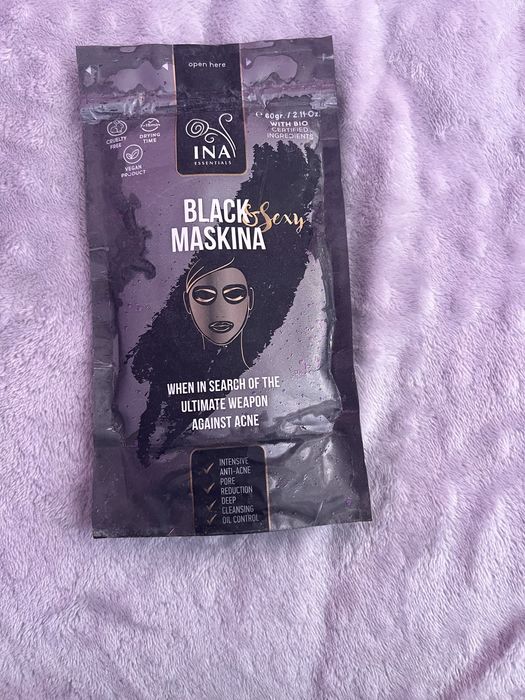 open here
INA
ESSENTIALS
CRUELTY
FREE
~15min
DRYING
TIME
VEGAN
PRODUCT
℮ 60gr. / 2.11 Oz.
WITH BIO
CERTIFIED
INGREDIENTS
BLACK &Sexy
MASKINA
WHEN IN SEARCH OF THE
ULTIMATE WEAPON
AGAINST ACNE
INTENSIVE
ANTI-ACNE
PORE
REDUCTION
DEEP
CLEANSING
OIL CONTROL